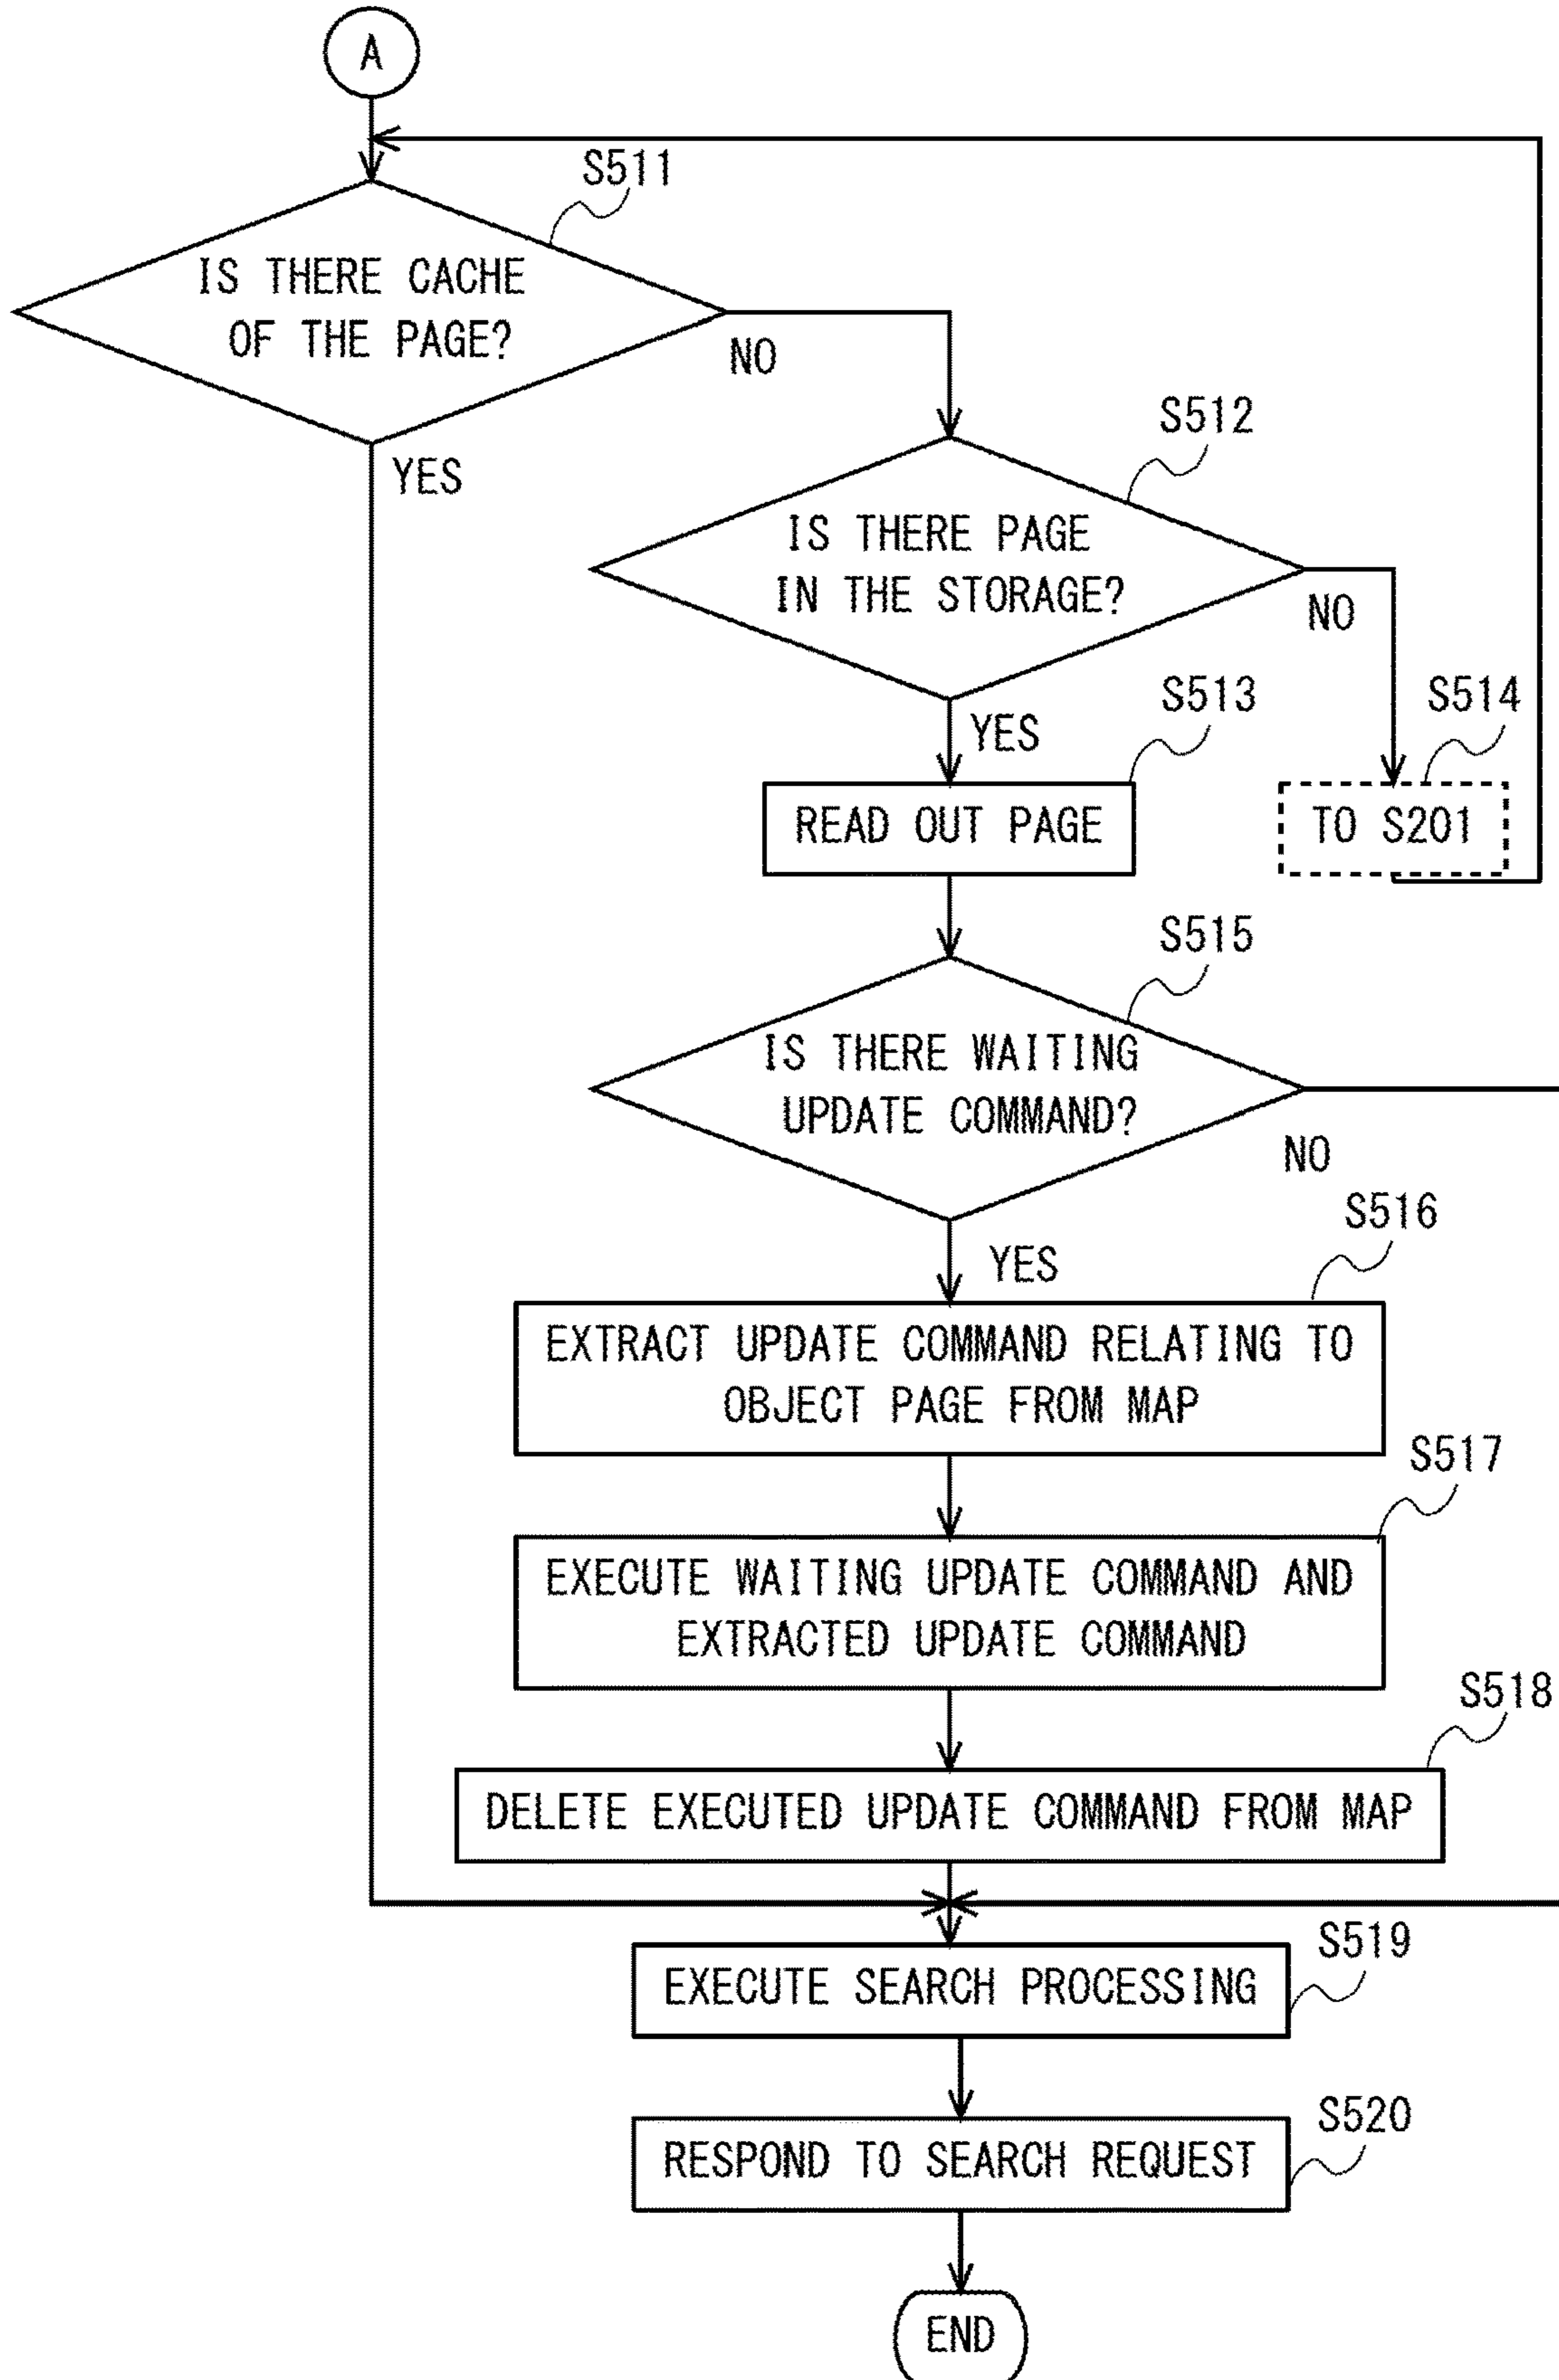 A
S511
IS THERE CACHE
OF THE PAGE?
NO
YES
S512
IS THERE PAGE
IN THE STORAGE?
NO
YES
S513
S514
READ OUT PAGE
TO S201
S515
IS THERE WAITING
UPDATE COMMAND?
NO
YES
S516
EXTRACT UPDATE COMMAND RELATING TO
OBJECT PAGE FROM MAP
S517
EXECUTE WAITING UPDATE COMMAND AND
EXTRACTED UPDATE COMMAND
S518
DELETE EXECUTED UPDATE COMMAND FROM MAP
S519
EXECUTE SEARCH PROCESSING
S520
RESPOND TO SEARCH REQUEST
END